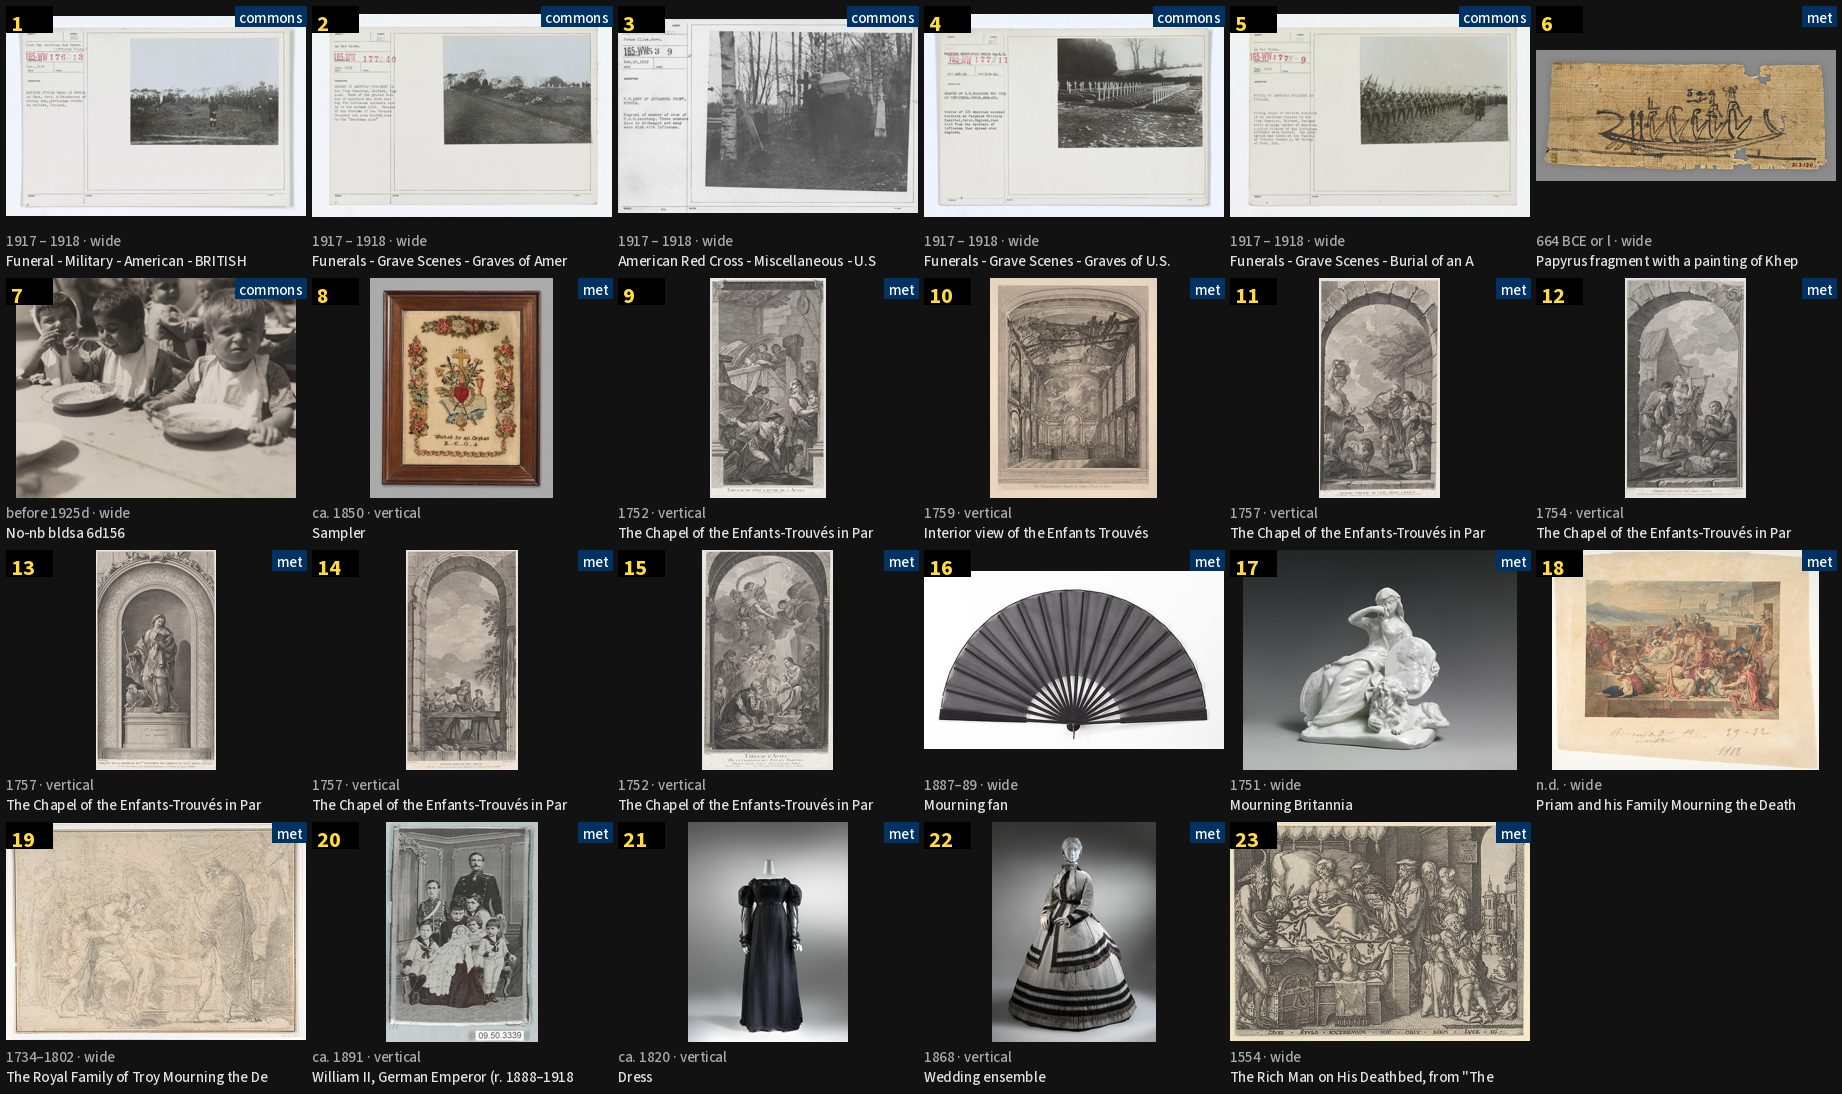 1
commons
1917 – 1918 · wide
Funeral - Military - American - BRITISH
2
commons
1917 – 1918 · wide
Funerals - Grave Scenes - Graves of Amer
3
commons
1917 – 1918 · wide
American Red Cross - Miscellaneous - U.S
4
commons
1917 – 1918 · wide
Funerals - Grave Scenes - Graves of U.S.
5
commons
1917 – 1918 · wide
Funerals - Grave Scenes - Burial of an A
6
met
664 BCE or l · wide
Papyrus fragment with a painting of Khep
7
commons
before 1925d · wide
No-nb bldsa 6d156
8
met
Worked by an Orphan
ca. 1850 · vertical
Sampler
9
met
1752 · vertical
The Chapel of the Enfants-Trouvés in Par
10
met
1759 · vertical
Interior view of the Enfants Trouvés
11
met
1757 · vertical
The Chapel of the Enfants-Trouvés in Par
12
met
1754 · vertical
The Chapel of the Enfants-Trouvés in Par
13
met
1757 · vertical
The Chapel of the Enfants-Trouvés in Par
14
met
1757 · vertical
The Chapel of the Enfants-Trouvés in Par
15
met
1752 · vertical
The Chapel of the Enfants-Trouvés in Par
16
met
1887–89 · wide
Mourning fan
17
met
1751 · wide
Mourning Britannia
18
met
n.d. · wide
Priam and his Family Mourning the Death
19
met
1734–1802 · wide
The Royal Family of Troy Mourning the De
20
met
09.50.3339
ca. 1891 · vertical
William II, German Emperor (r. 1888–1918
21
met
ca. 1820 · vertical
Dress
22
met
1868 · vertical
Wedding ensemble
23
met
1554 · wide
The Rich Man on His Deathbed, from "The